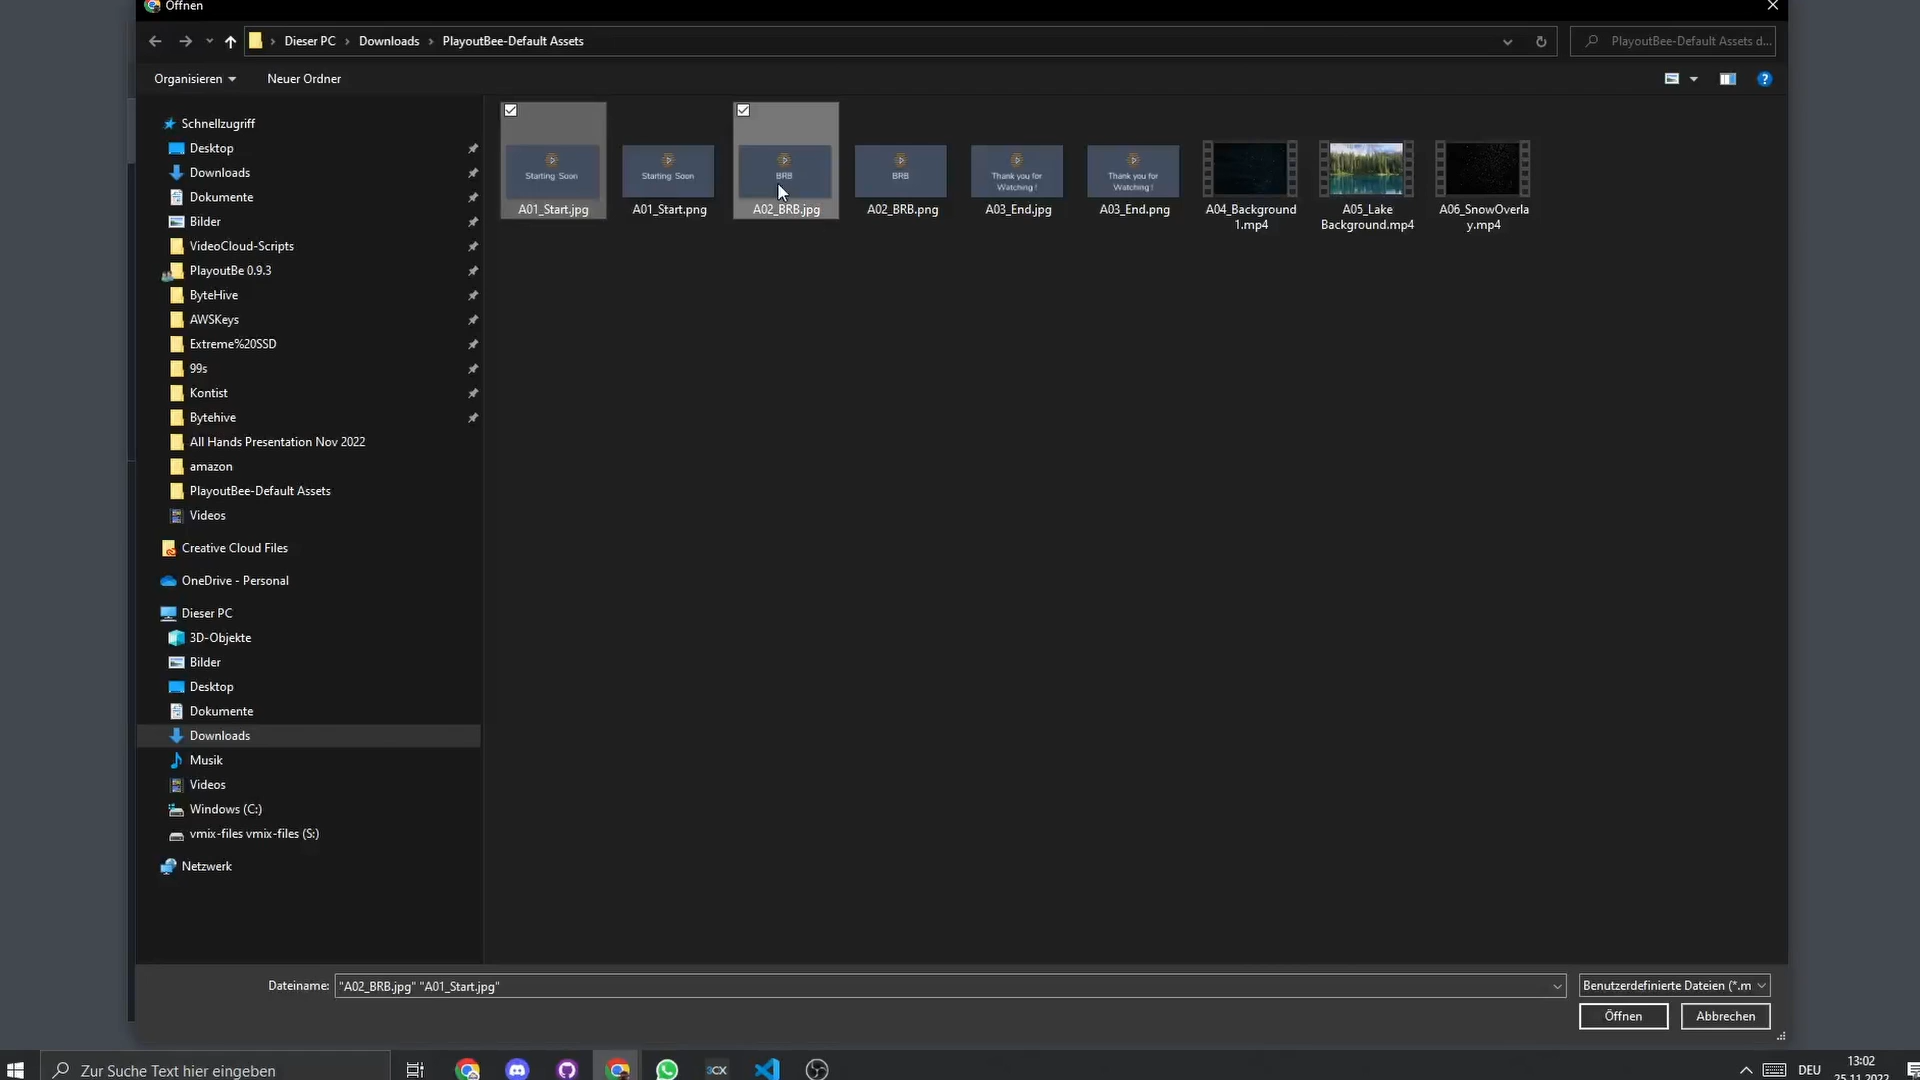 Öffnen
Dieser PC
Downloads
PlayoutBee-Default Assets
PlayoutBee-Default Assets d...
Organisieren
Neuer Ordner
Schnellzugriff
Desktop
Downloads
Dokumente
Bilder
VideoCloud-Scripts
PlayoutBe 0.9.3
ByteHive
AWSKeys
Extreme%20SSD
99s
Kontist
Bytehive
All Hands Presentation Nov 2022
amazon
PlayoutBee-Default Assets
Videos
Creative Cloud Files
OneDrive - Personal
Dieser PC
3D-Objekte
Bilder
Desktop
Dokumente
Downloads
Musik
Videos
Windows (C:)
vmix-files vmix-files (S:)
Netzwerk
Starting Soon
A01_Start.jpg
Starting Soon
A01_Start.png
BRB
A02_BRB.jpg
BRB
A02_BRB.png
Thank you for
Watching !
A03_End.jpg
Thank you for
Watching !
A03_End.png
A04_Background
1.mp4
A05_Lake
Background.mp4
A06_SnowOverla
y.mp4
Dateiname:
"A02_BRB.jpg" "A01_Start.jpg"
Benutzerdefinierte Dateien (*.m
Öffnen
Abbrechen
Zur Suche Text hier eingeben
3CX
DEU
13:02
25.11.2022